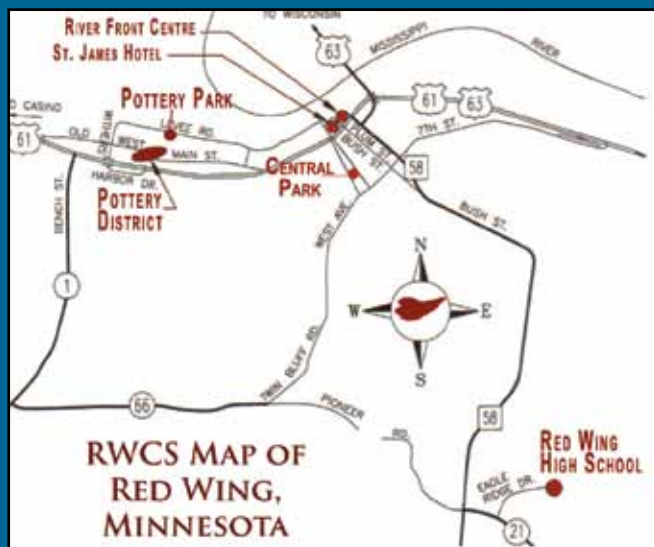 TO WISCONSIN
RIVER FRONT CENTRE
ST. JAMES HOTEL
63
MISSISSIPPI
RIVER
CASINO
61
POTTERY PARK
LEVEE RD.
61
63
7TH ST.
OLD
WEST
MAIN ST.
PLUM ST.
BUSH ST.
58
HARBOR DR.
CENTRAL
PARK
POTTERY
DISTRICT
BENCH ST.
WEST AVE.
BUSH ST.
N
W
E
S
1
TWIN BLUFF RD.
66
PIONEER
RD.
58
RWCS MAP OF
RED WING,
MINNESOTA
RED WING
HIGH SCHOOL
EAGLE
RIDGE DR.
21